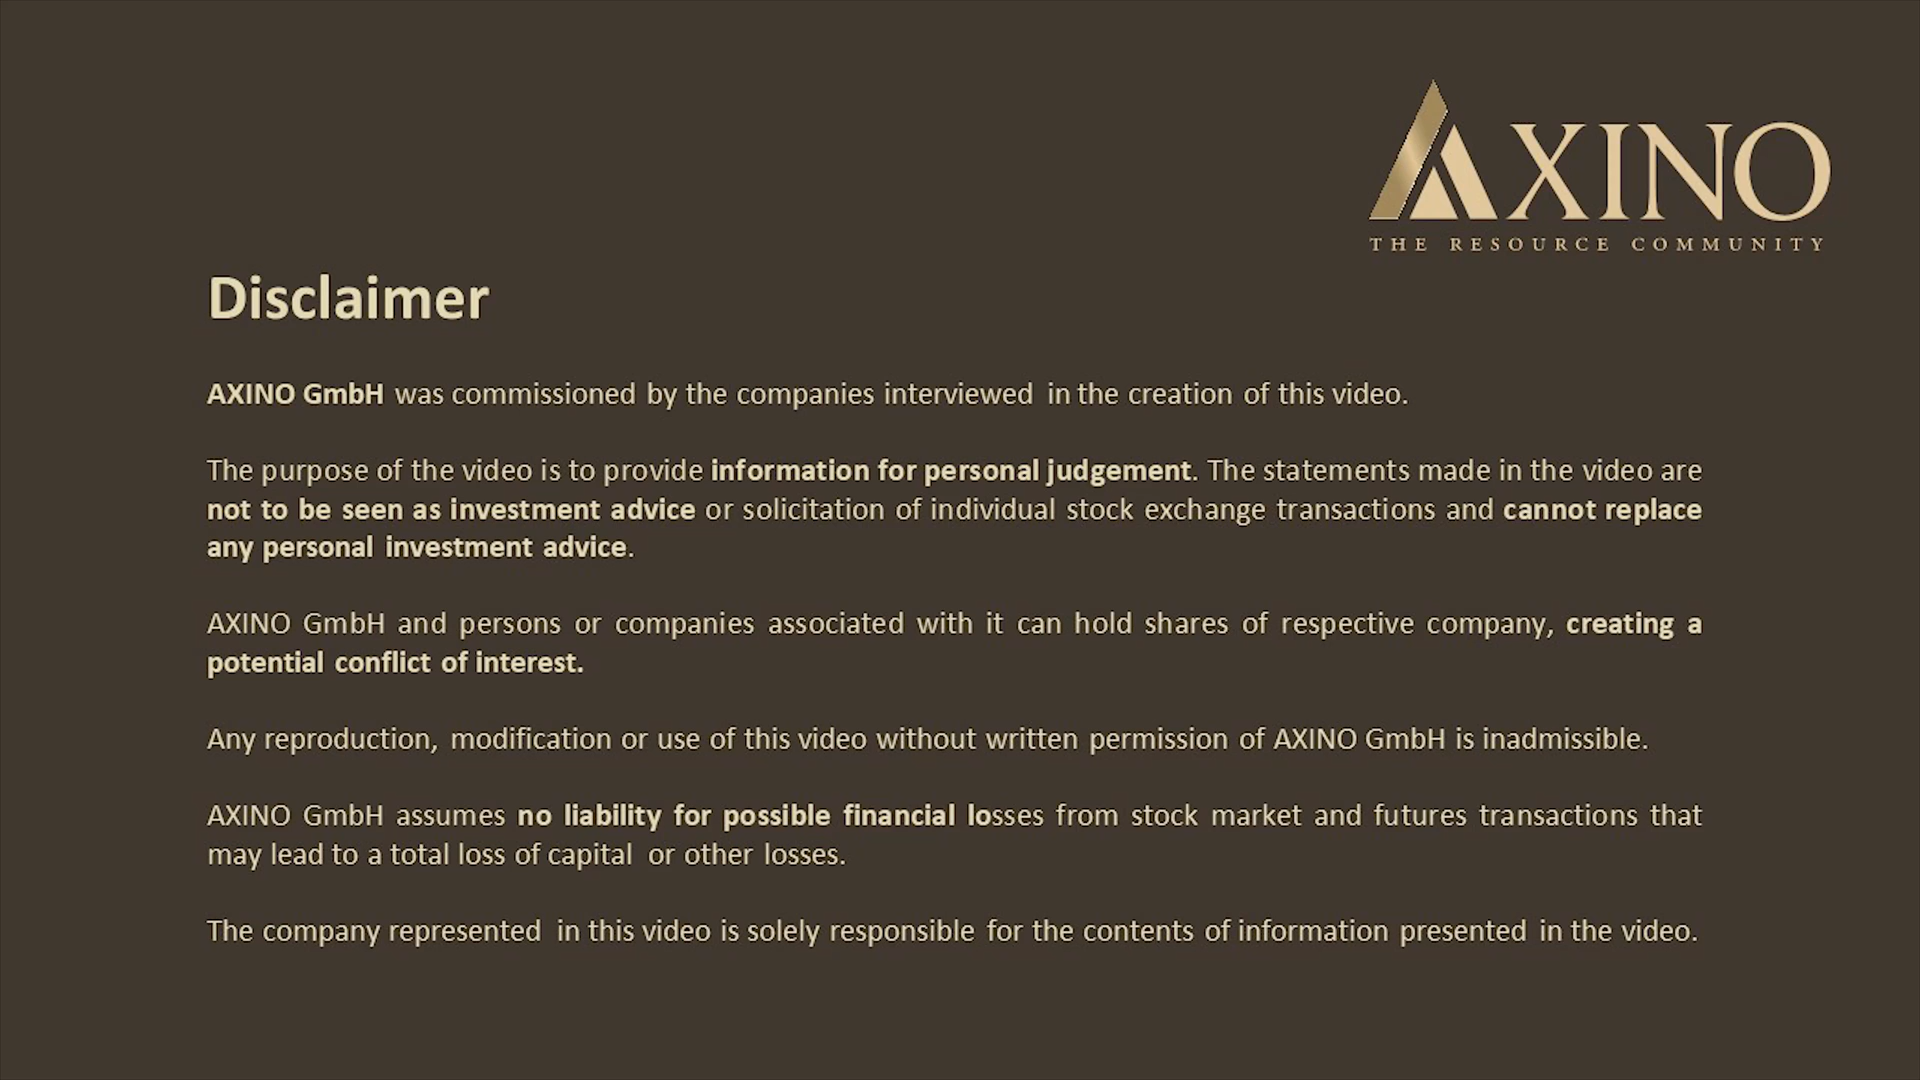 AXINO
THE RESOURCE COMMUNITY
Disclaimer
AXINO GmbH was commissioned by the companies interviewed in the creation of this video.
The purpose of the video is to provide information for personal judgement. The statements made in the video are
not to be seen as investment advice or solicitation of individual stock exchange transactions and cannot replace
any personal investment advice.
AXINO GmbH and persons or companies associated with it can hold shares of respective company, creating a
potential conflict of interest.
Any reproduction, modification or use of this video without written permission of AXINO GmbH is inadmissible.
AXINO GmbH assumes no liability for possible financial losses from stock market and futures transactions that
may lead to a total loss of capital or other losses.
The company represented in this video is solely responsible for the contents of information presented in the video.